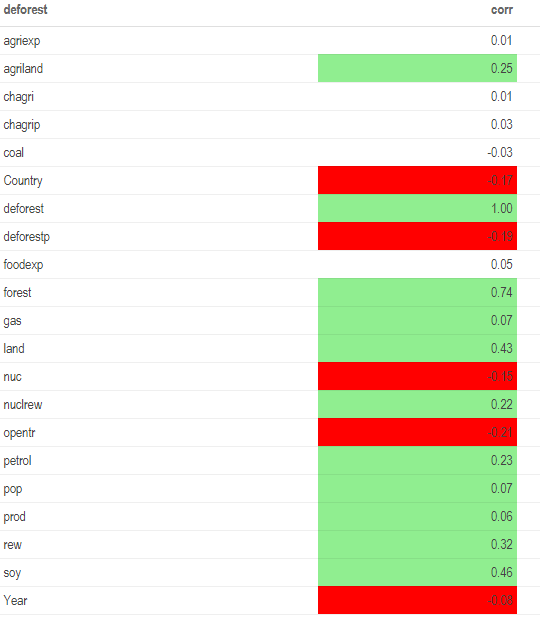 deforest corr
agriexp 0.01
agriland 0.25
chagri 0.01
chagrip 0.03
coal -0.03
Country -0.17
deforest 1.00
deforestp -0.19
foodexp 0.05
forest 0.74
gas 0.07
land 0.43
nuc -0.15
nuclrew 0.22
opentr -0.21
petrol 0.23
pop 0.07
prod 0.06
rew 0.32
soy 0.46
Year -0.08